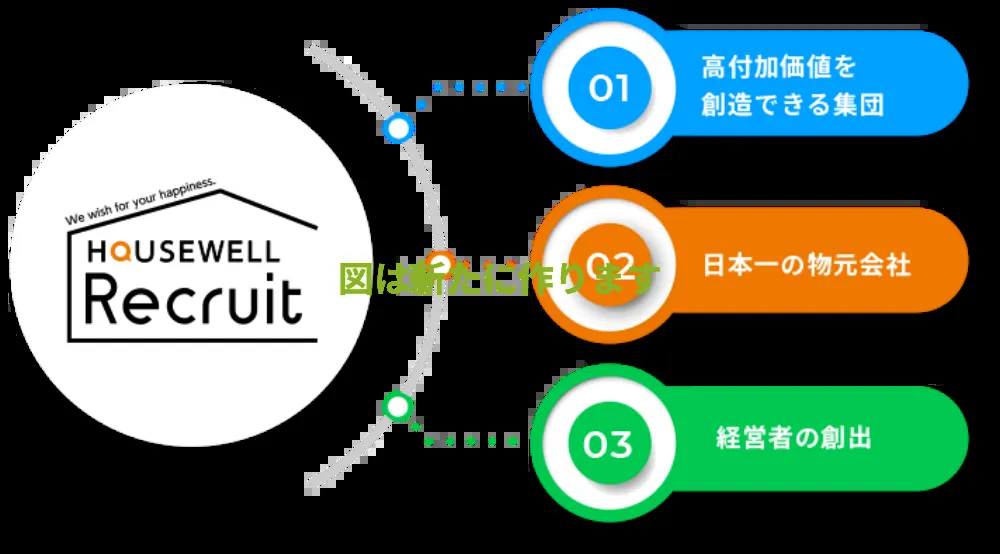 We wish for your happiness.
HOUSEWELL
Recruit
01
高付加価値を
創造できる集団
02
日本一の物元会社
図は新たに作ります
03
経営者の創出